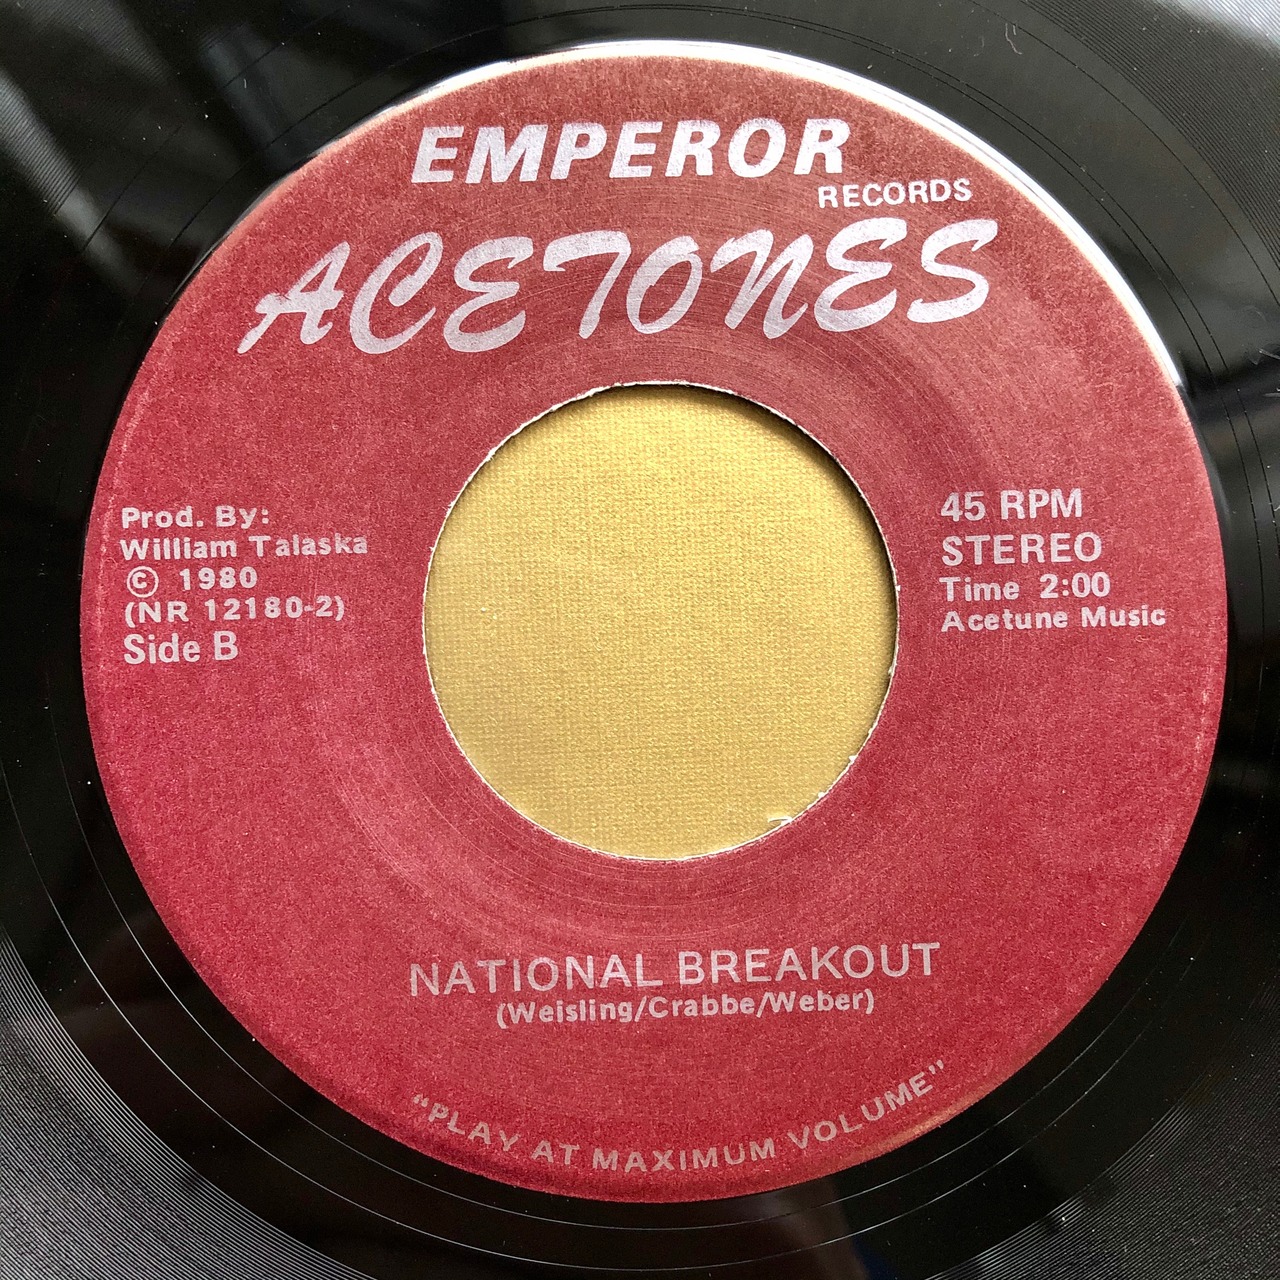 EMPEROR
RECORDS
ACETONES
Prod. By:
William Talaska
© 1980
(NR 12180-2)
Side B
45 RPM
STEREO
Time 2:00
Acetune Music
NATIONAL BREAKOUT
(Weisling/Crabbe/Weber)
"PLAY AT MAXIMUM VOLUME"